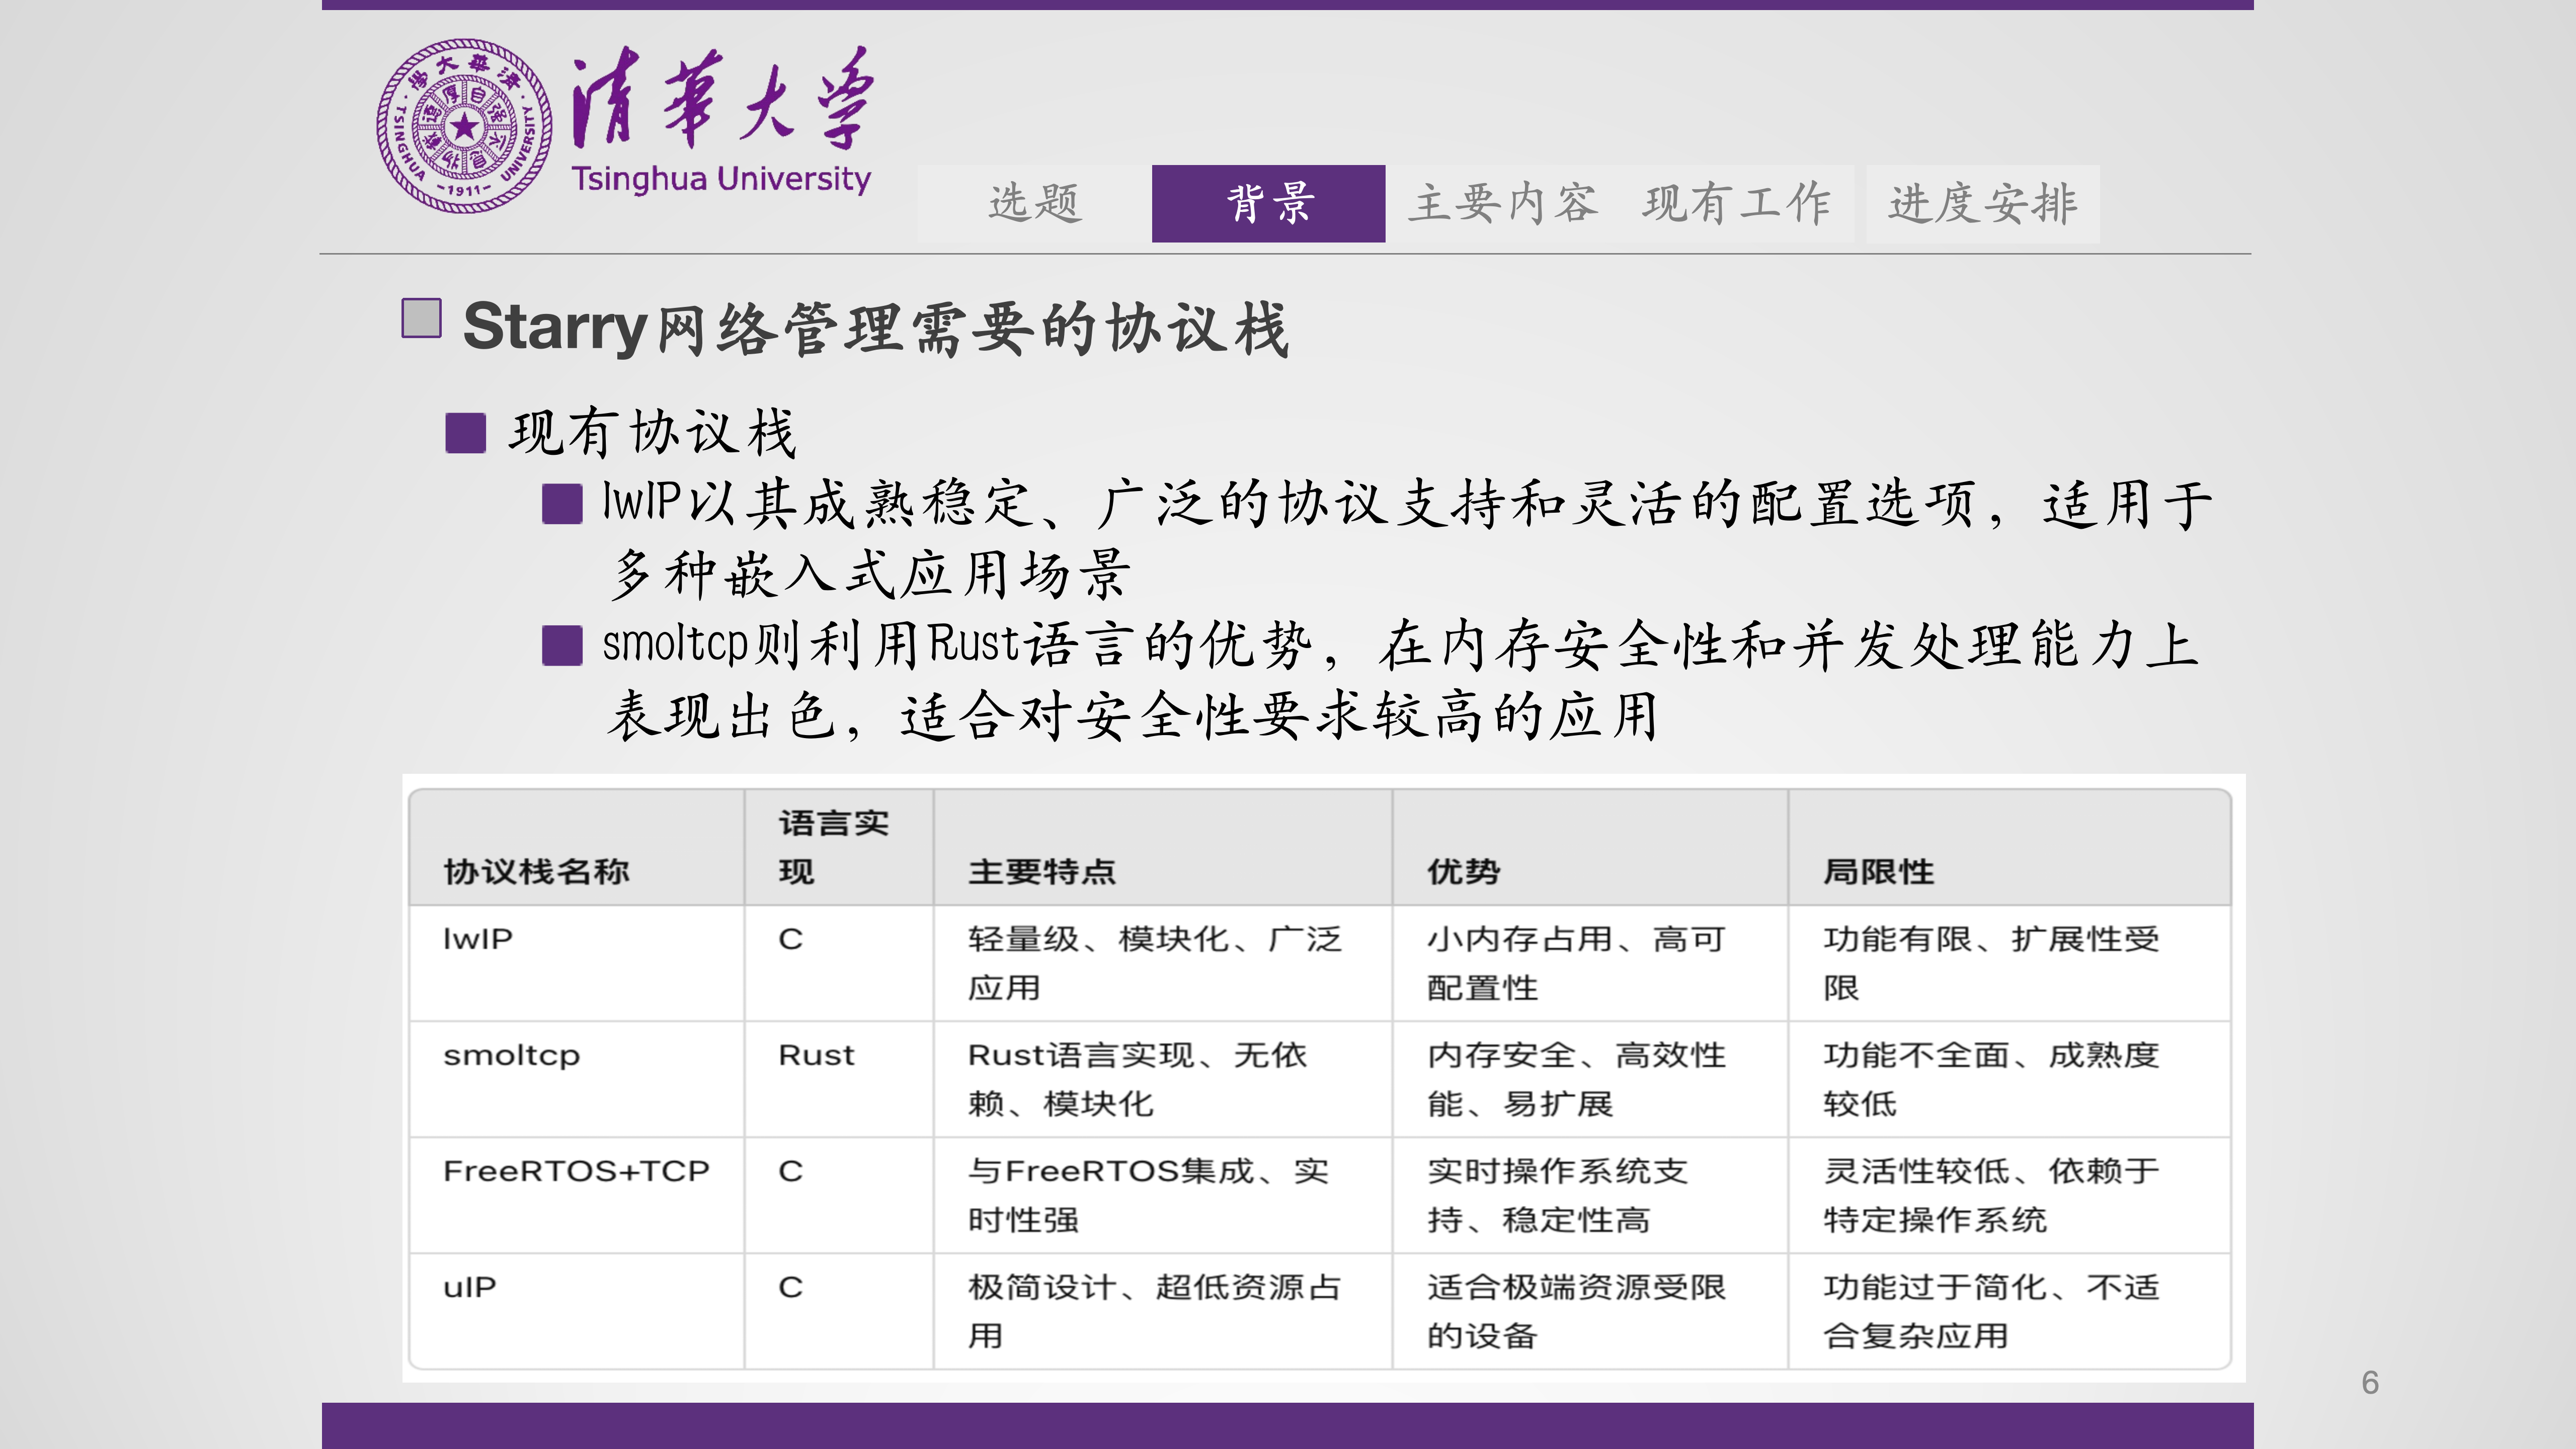 清華大学
Tsinghua University
TSINGHUA UNIVERSITY
-1911-
选题
背景
主要内容
现有工作
进度安排
Starry网络管理需要的协议栈
现有协议栈
lwIP以其成熟稳定、广泛的协议支持和灵活的配置选项，适用于
多种嵌入式应用场景
smoltcp则利用Rust语言的优势，在内存安全性和并发处理能力上
表现出色，适合对安全性要求较高的应用
协议栈名称 语言实现 主要特点 优势 局限性
lwIP C 轻量级、模块化、广泛应用 小内存占用、高可配置性 功能有限、扩展性受限
smoltcp Rust Rust语言实现、无依赖、模块化 内存安全、高效性能、易扩展 功能不全面、成熟度较低
FreeRTOS+TCP C 与FreeRTOS集成、实时性强 实时操作系统支持、稳定性高 灵活性较低、依赖于特定操作系统
uIP C 极简设计、超低资源占用 适合极端资源受限的设备 功能过于简化、不适合复杂应用
6